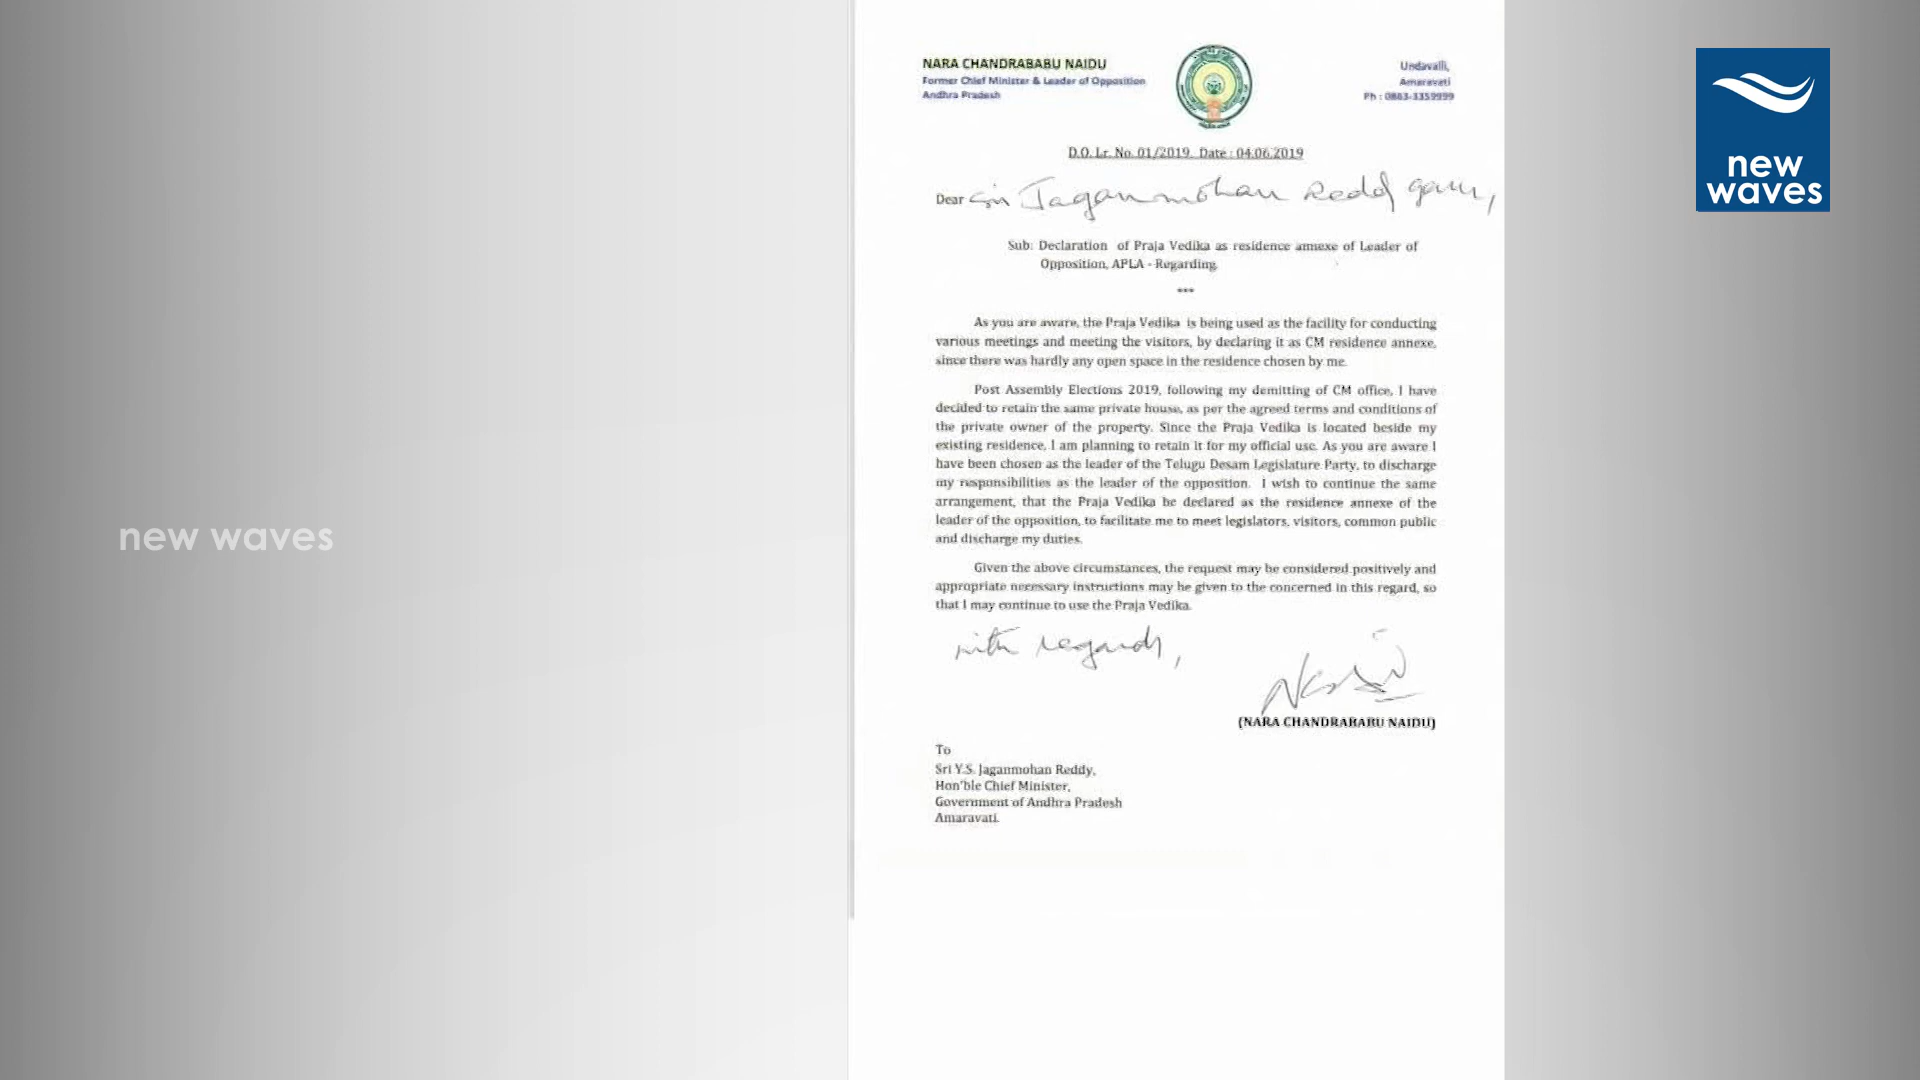 NARA CHANDRABABU NAIDU
Former Chief Minister & Leader of Opposition
Andhra Pradesh
Undavalli,
Amaravati
Ph : 0863-3359999
D.O. Lr. No. 01/2019, Date : 04.06.2019
Dear Sri Jaganmohan Reddy garu,
Sub: Declaration of Praja Vedika as residence annexe of Leader of
Opposition, APLA - Regarding.
***
As you are aware, the Praja Vedika is being used as the facility for conducting
various meetings and meeting the visitors, by declaring it as CM residence annexe,
since there was hardly any open space in the residence chosen by me.
Post Assembly Elections 2019, following my demitting of CM office, I have
decided to retain the same private house, as per the agreed terms and conditions of
the private owner of the property. Since the Praja Vedika is located beside my
existing residence, I am planning to retain it for my official use. As you are aware I
have been chosen as the leader of the Telugu Desam Legislature Party, to discharge
my responsibilities as the leader of the opposition. I wish to continue the same
arrangement, that the Praja Vedika be declared as the residence annexe of the
leader of the opposition, to facilitate me to meet legislators, visitors, common public
and discharge my duties.
Given the above circumstances, the request may be considered positively and
appropriate necessary instructions may be given to the concerned in this regard, so
that I may continue to use the Praja Vedika.
with regards,
(NARA CHANDRABABU NAIDU)
To
Sri Y.S. Jaganmohan Reddy,
Hon'ble Chief Minister,
Government of Andhra Pradesh
Amaravati.
new waves
new
waves